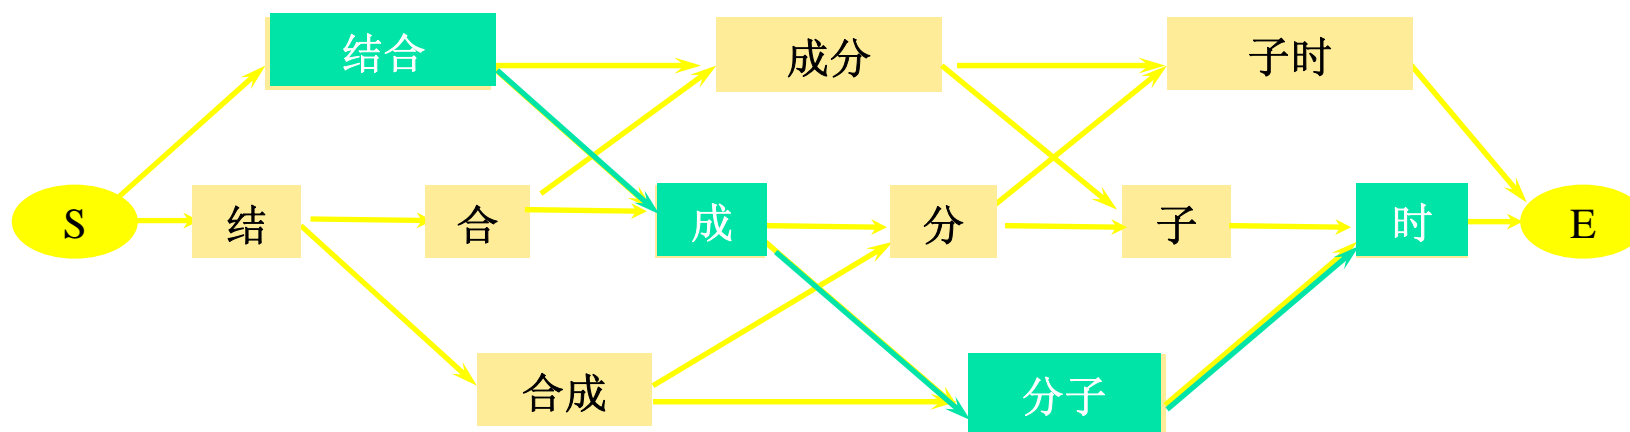 结合
成分
子时
S
结
合
成
分
子
时
E
合成
分子